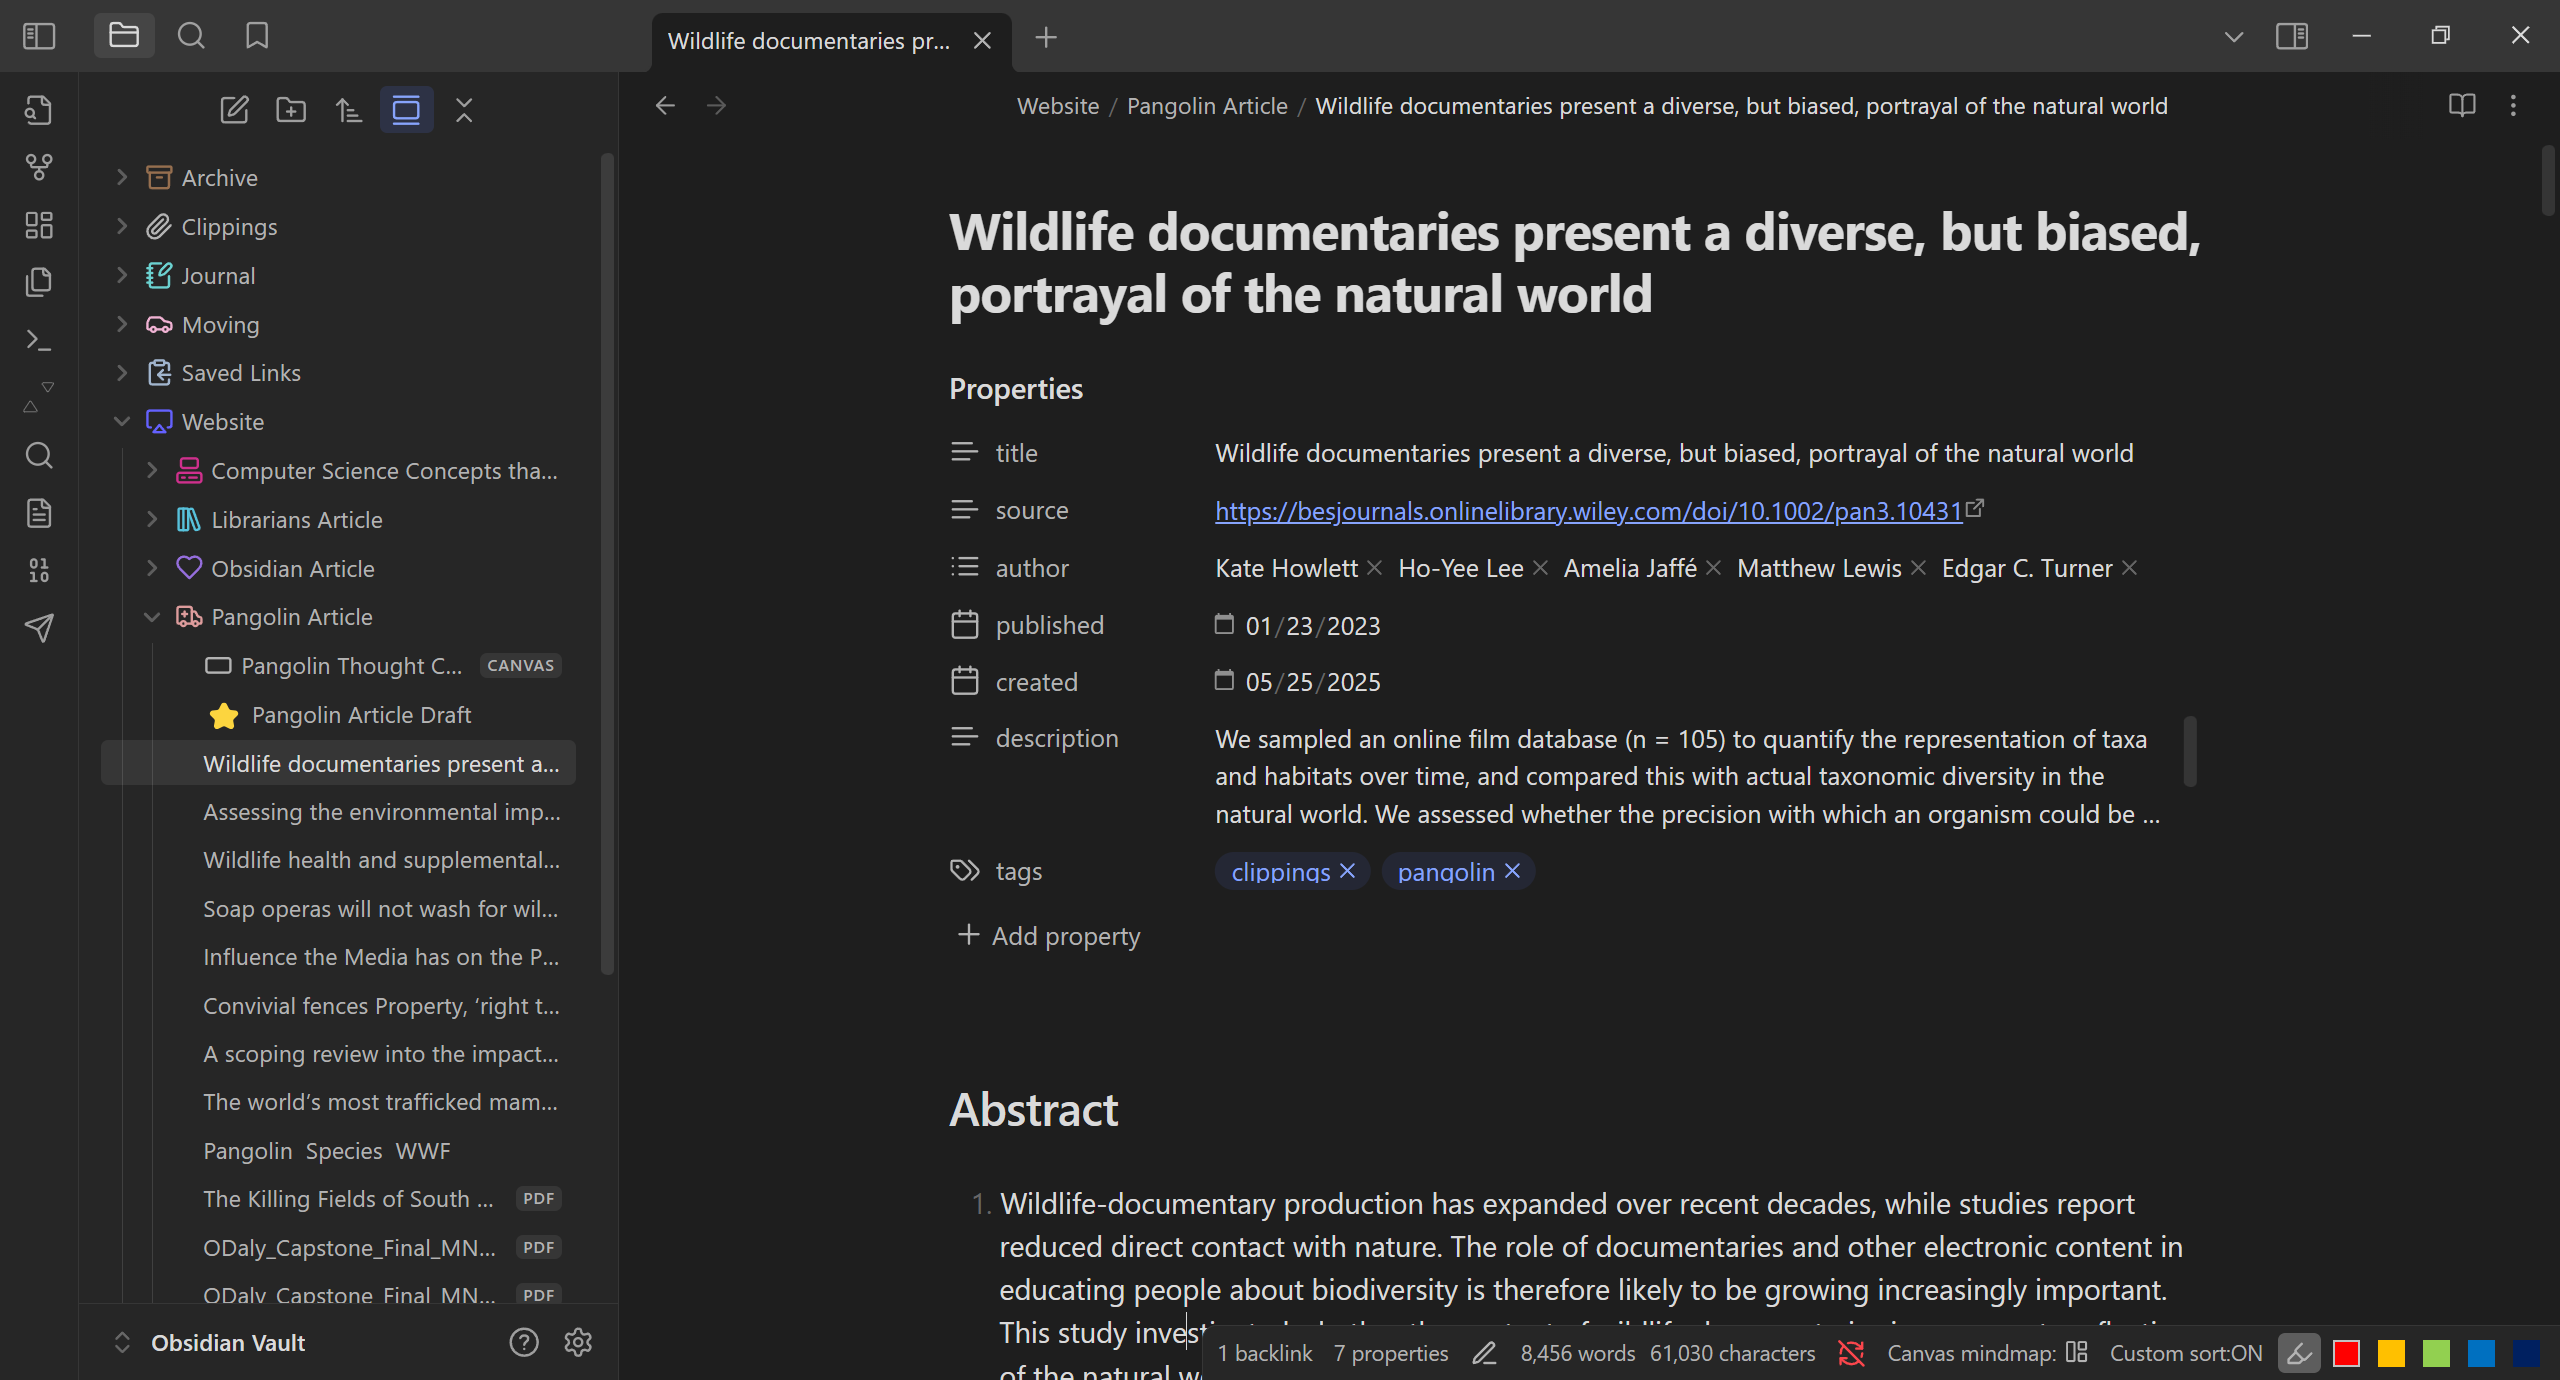 Wildlife documentaries pr...
Archive
Clippings
Journal
Moving
Saved Links
Website
Computer Science Concepts tha...
Librarians Article
Obsidian Article
Pangolin Article
Pangolin Thought C... CANVAS
Pangolin Article Draft
Wildlife documentaries present a...
Assessing the environmental imp...
Wildlife health and supplemental...
Soap operas will not wash for wil...
Influence the Media has on the P...
Convivial fences Property, ‘right t...
A scoping review into the impact...
The world’s most trafficked mam...
Pangolin Species WWF
The Killing Fields of South ... PDF
ODaly_Capstone_Final_MN... PDF
ODaly_Capstone_Final_MN... PDF
Obsidian Vault
Website / Pangolin Article / Wildlife documentaries present a diverse, but biased, portrayal of the natural world
Wildlife documentaries present a diverse, but biased,
portrayal of the natural world
Properties
title Wildlife documentaries present a diverse, but biased, portrayal of the natural world
source https://besjournals.onlinelibrary.wiley.com/doi/10.1002/pan3.10431
author Kate Howlett Ho-Yee Lee Amelia Jaffé Matthew Lewis Edgar C. Turner
published 01/23/2023
created 05/25/2025
description We sampled an online film database (n = 105) to quantify the representation of taxa
and habitats over time, and compared this with actual taxonomic diversity in the
natural world. We assessed whether the precision with which an organism could be ...
tags clippings pangolin
Add property
Abstract
1. Wildlife-documentary production has expanded over recent decades, while studies report
reduced direct contact with nature. The role of documentaries and other electronic content in
educating people about biodiversity is therefore likely to be growing increasingly important.
This study
of the natural
1 backlink 7 properties 8,456 words 61,030 characters Canvas mindmap: Custom sort:ON